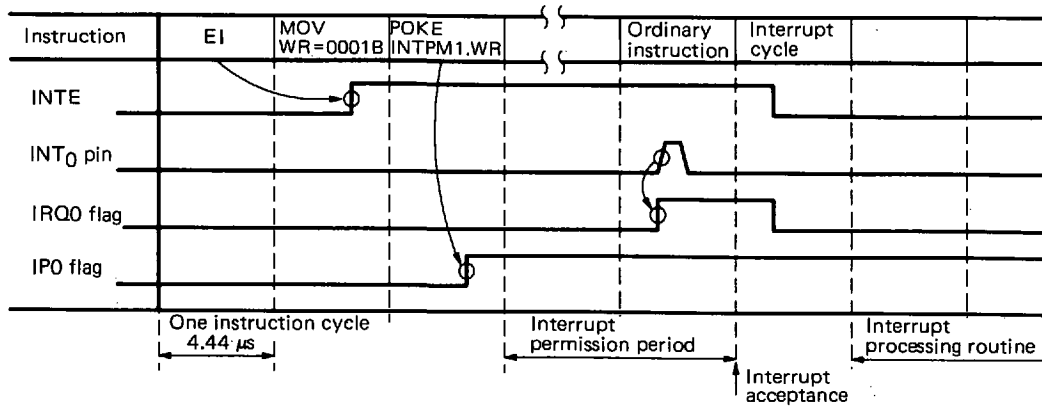 Instruction
EI
MOV
WR=0001B
POKE
INTPM1.WR
Ordinary
instruction
Interrupt
cycle
INTE
INT0 pin
IRQ0 flag
IP0 flag
One instruction cycle
4.44 μs
Interrupt
permission period
Interrupt
processing routine
Interrupt
acceptance